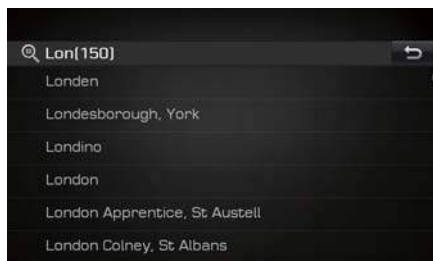 Lon(150)
Londen
Londesborough, York
Londino
London
London Apprentice, St Austell
London Colney, St Albans